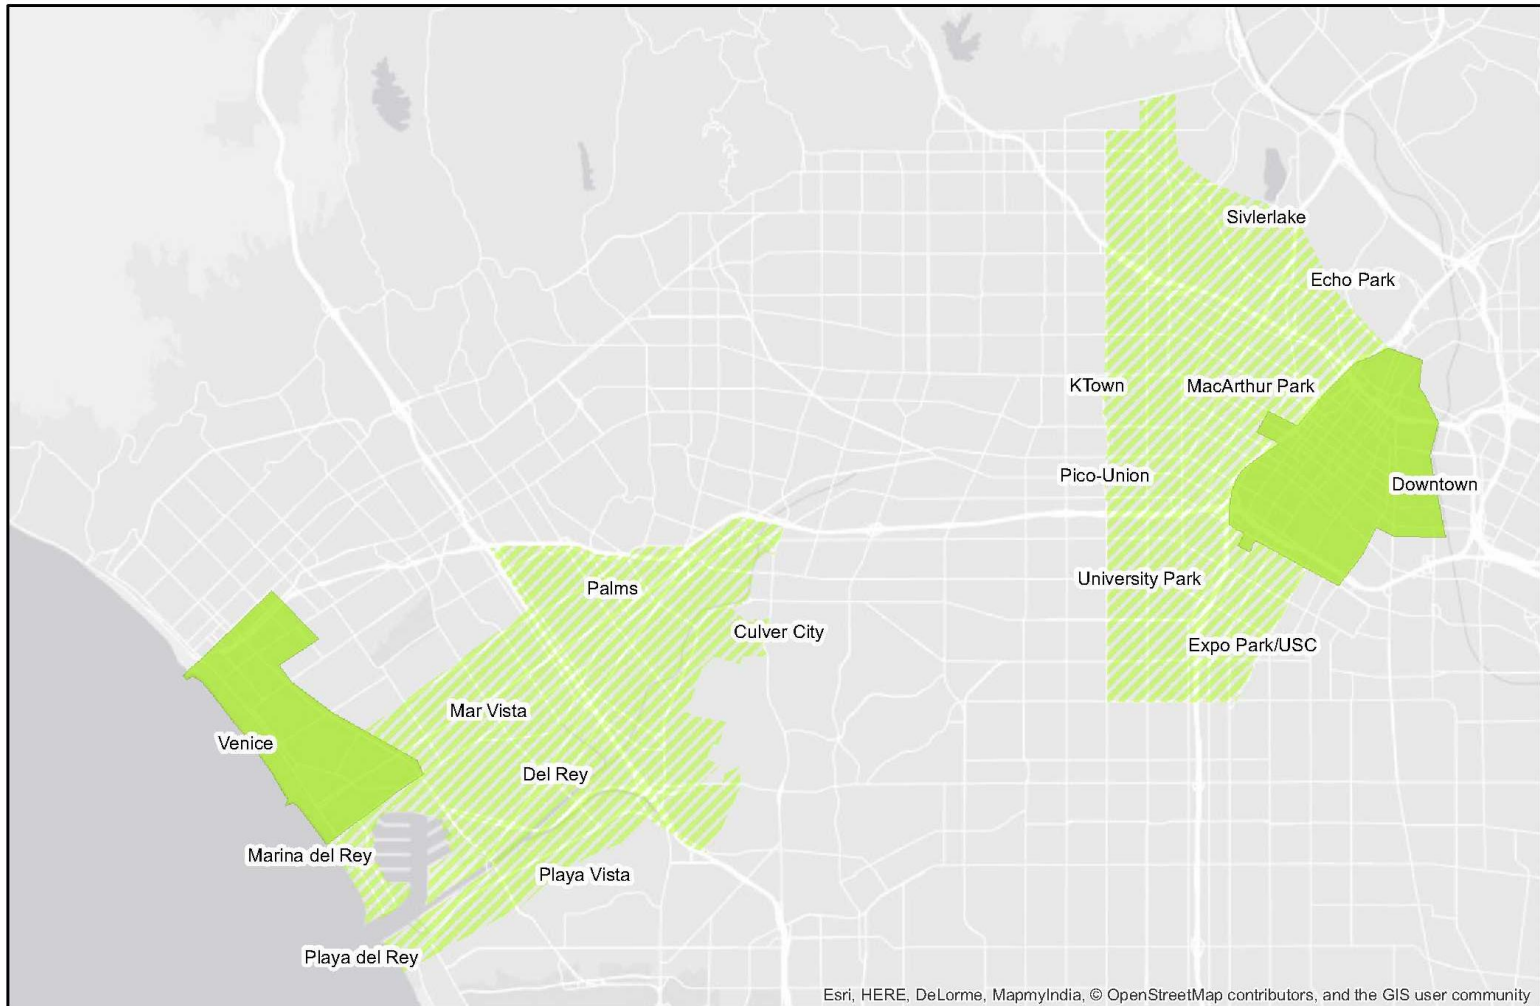 Sivlerlake
Echo Park
KTown
MacArthur Park
Pico-Union
Downtown
University Park
Palms
Culver City
Expo Park/USC
Mar Vista
Venice
Del Rey
Marina del Rey
Playa Vista
Playa del Rey
Esri, HERE, DeLorme, MapmyIndia, © OpenStreetMap contributors, and the GIS user community